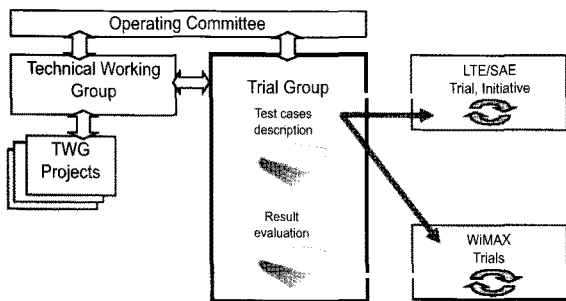 Operating Committee
Technical Working
Group
TWG
Projects
Trial Group
Test cases
description
Result
evaluation
LTE/SAE
Trial, Initiative
WiMAX
Trials